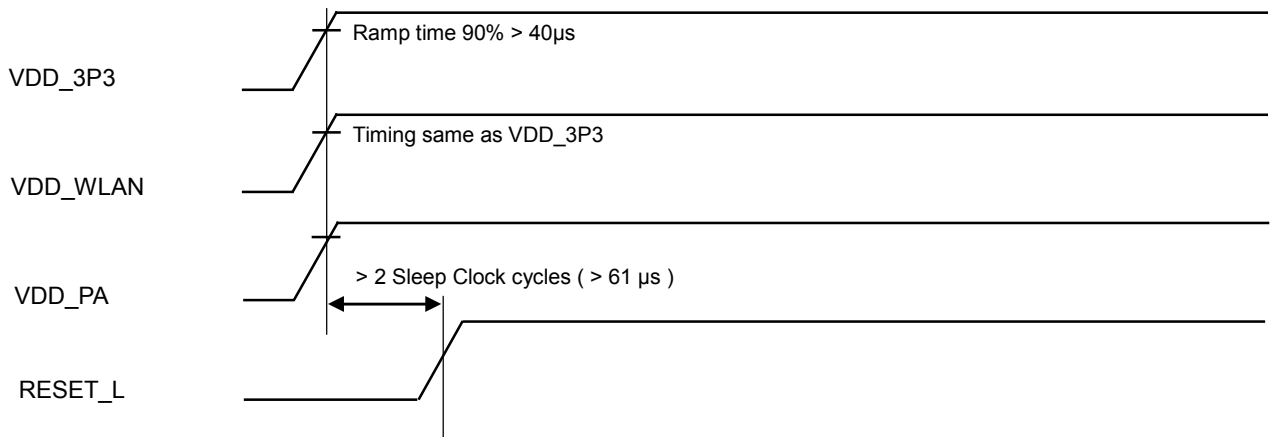 Ramp time 90% > 40µs
VDD_3P3
Timing same as VDD_3P3
VDD_WLAN
> 2 Sleep Clock cycles ( > 61 µs )
VDD_PA
RESET_L